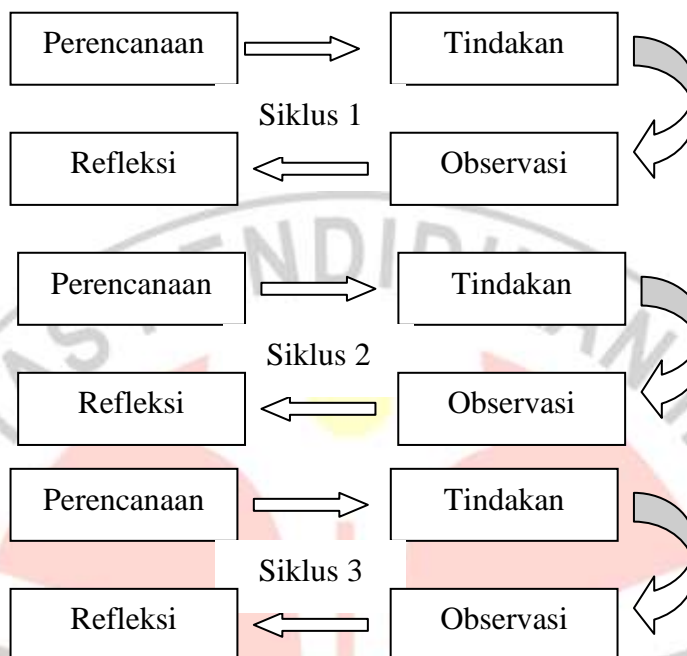 Perencanaan Tindakan
Siklus 1
Refleksi Observasi
Perencanaan Tindakan
Siklus 2
Refleksi Observasi
Perencanaan Tindakan
Siklus 3
Refleksi Observasi